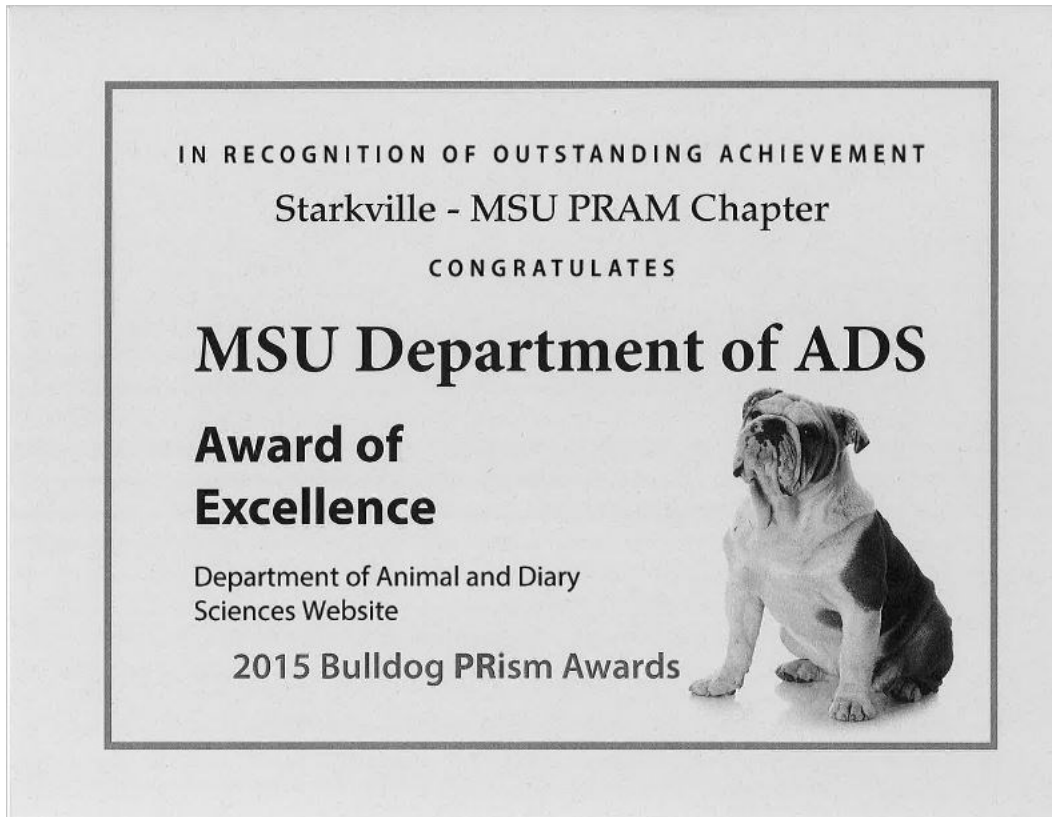 IN RECOGNITION OF OUTSTANDING ACHIEVEMENT
Starkville - MSU PRAM Chapter
CONGRATULATES
MSU Department of ADS
Award of
Excellence
Department of Animal and Diary
Sciences Website
2015 Bulldog PRism Awards